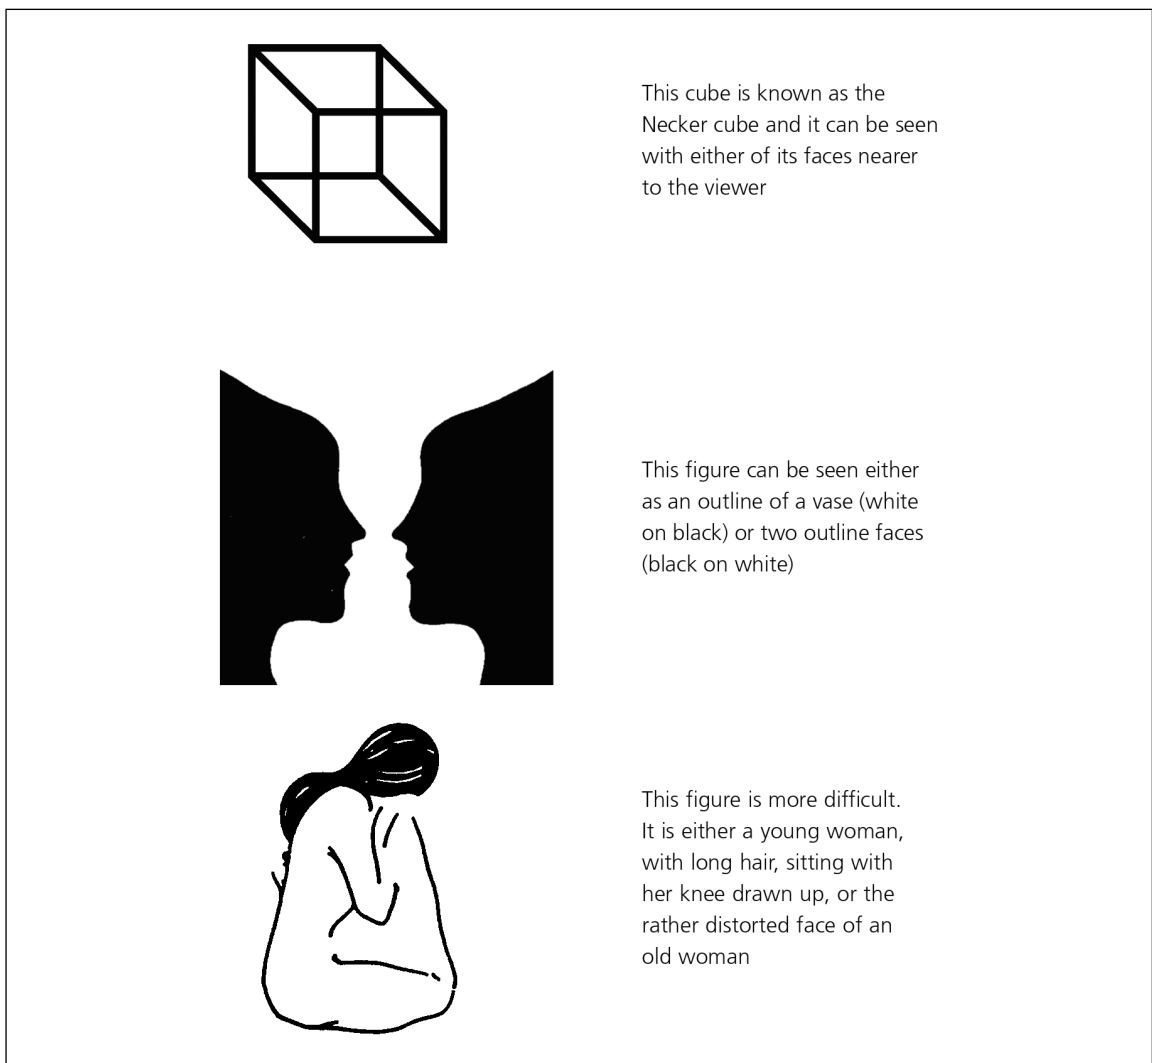 This cube is known as the
Necker cube and it can be seen
with either of its faces nearer
to the viewer
This figure can be seen either
as an outline of a vase (white
on black) or two outline faces
(black on white)
This figure is more difficult.
It is either a young woman,
with long hair, sitting with
her knee drawn up, or the
rather distorted face of an
old woman